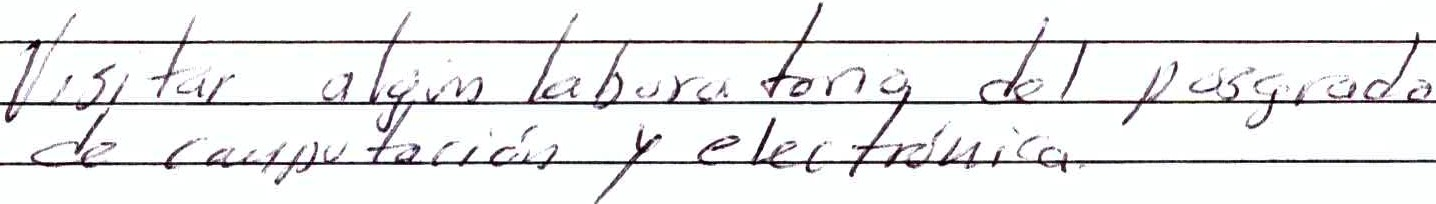 Visitar algún laboratorio del posgrado
de computación y electrónica.